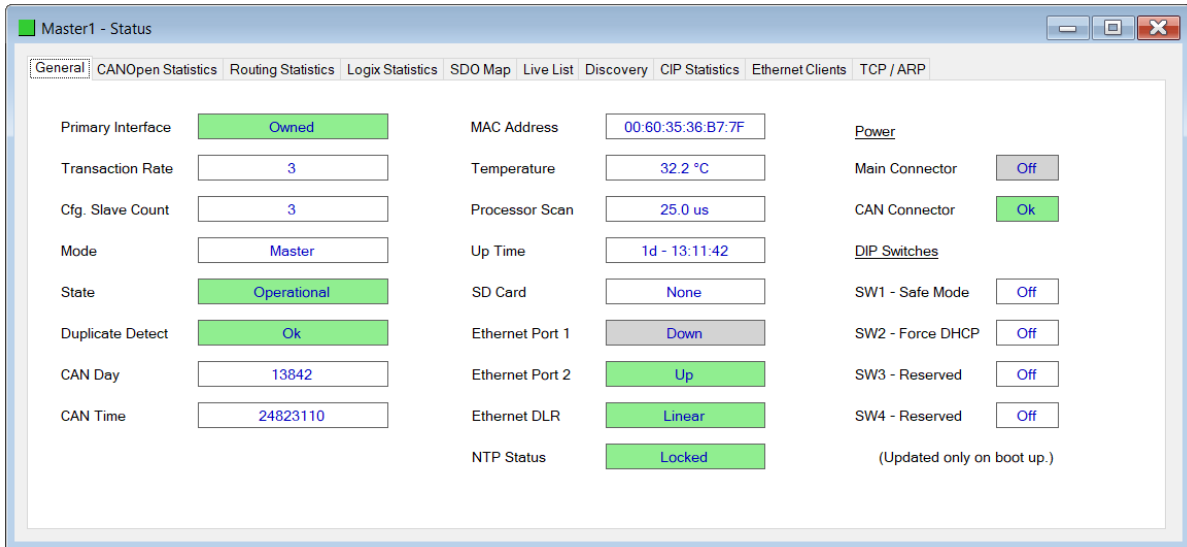 Master1 - Status
General CANOpen Statistics Routing Statistics Logix Statistics SDO Map Live List Discovery CIP Statistics Ethernet Clients TCP / ARP
Primary Interface Owned
Transaction Rate 3
Cfg. Slave Count 3
Mode Master
State Operational
Duplicate Detect Ok
CAN Day 13842
CAN Time 24823110
MAC Address 00:60:35:36:B7:7F
Temperature 32.2 °C
Processor Scan 25.0 us
Up Time 1d - 13:11:42
SD Card None
Ethernet Port 1 Down
Ethernet Port 2 Up
Ethernet DLR Linear
NTP Status Locked
Power
Main Connector Off
CAN Connector Ok
DIP Switches
SW1 - Safe Mode Off
SW2 - Force DHCP Off
SW3 - Reserved Off
SW4 - Reserved Off
(Updated only on boot up.)